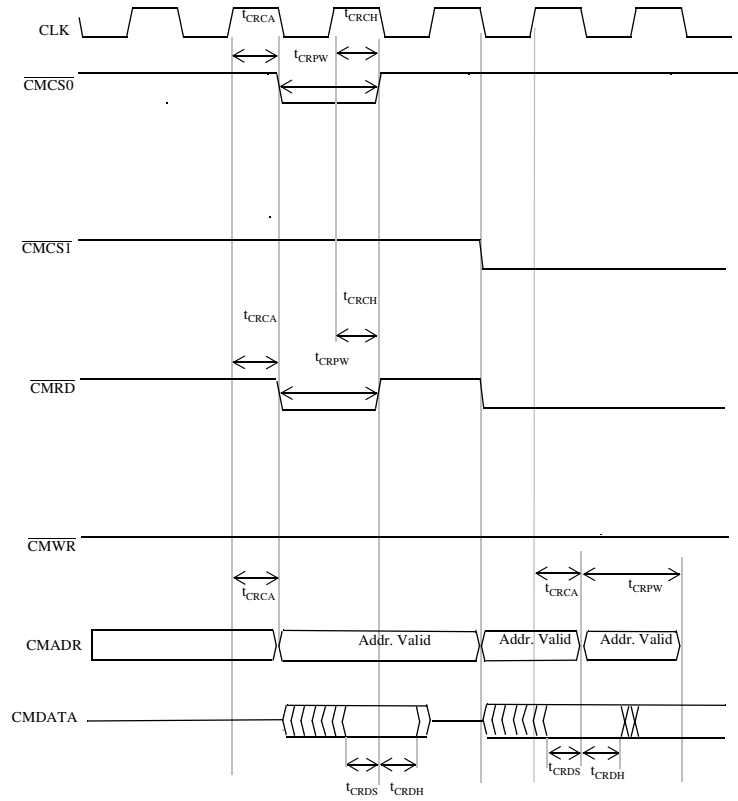 CLK
tCRCA
tCRCH
tCRPW
CMCS0
CMCS1
tCRCH
tCRCA
tCRPW
CMRD
CMWR
tCRCA
tCRCA
tCRPW
CMADR
Addr. Valid
Addr. Valid
Addr. Valid
CMDATA
tCRDS
tCRDH
tCRDS
tCRDH